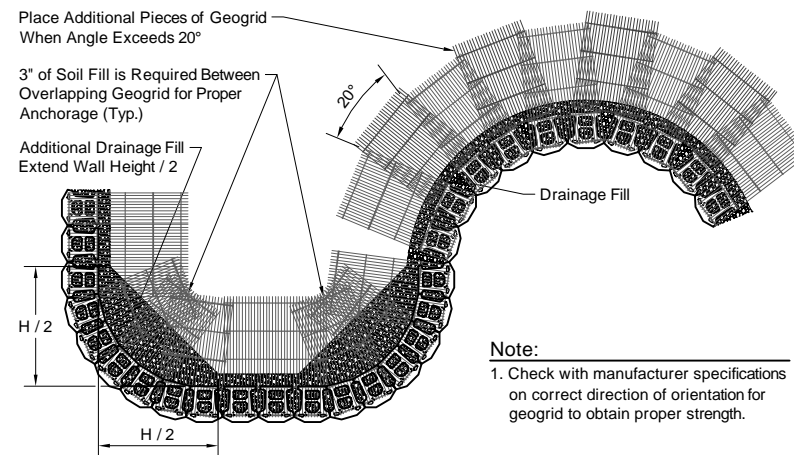 Place Additional Pieces of Geogrid
When Angle Exceeds 20°
3" of Soil Fill is Required Between
Overlapping Geogrid for Proper
Anchorage (Typ.)
Additional Drainage Fill
Extend Wall Height / 2
20°
Drainage Fill
H / 2
H / 2
Note:
1. Check with manufacturer specifications
on correct direction of orientation for
geogrid to obtain proper strength.